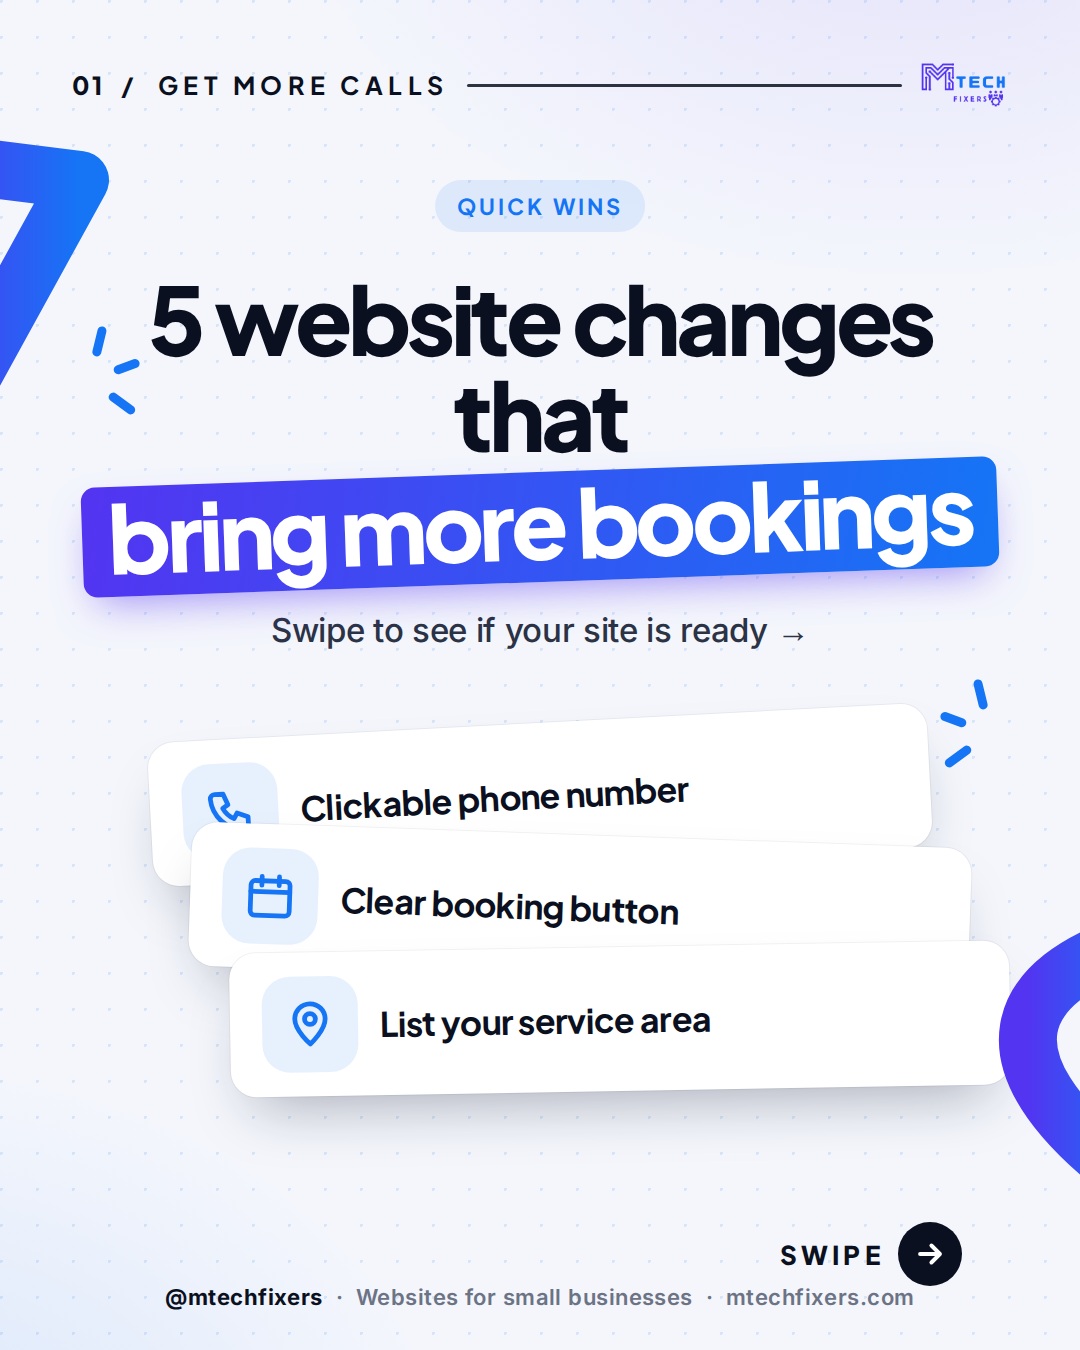 01 / GET MORE CALLS
MTECH
FIXERS
QUICK WINS
5 website changes
that
bring more bookings
Swipe to see if your site is ready →
Clickable phone number
Clear booking button
List your service area
SWIPE
@mtechfixers · Websites for small businesses · mtechfixers.com